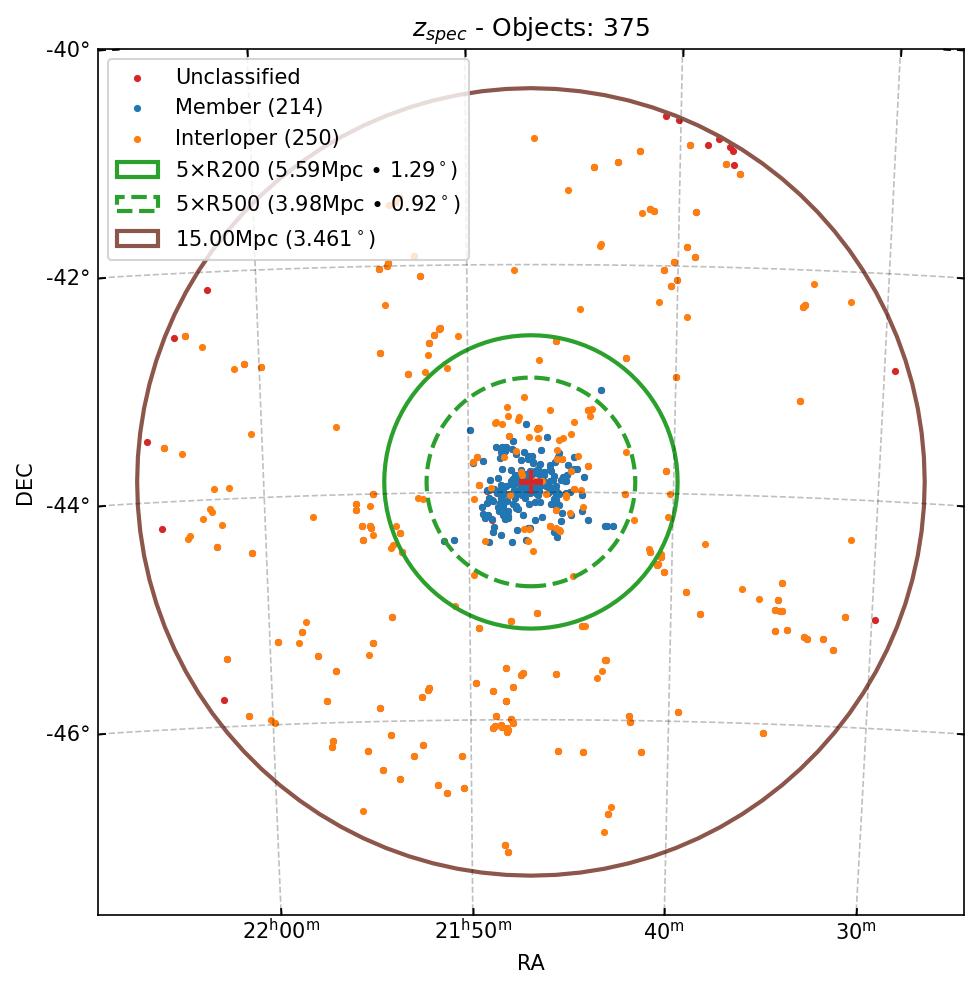 z_spec - Objects: 375
-40°
Unclassified
Member (214)
Interloper (250)
5×R200 (5.59Mpc • 1.29°)
5×R500 (3.98Mpc • 0.92°)
15.00Mpc (3.461°)
-42°
DEC
-44°
-46°
22h00m 21h50m 40m 30m
RA